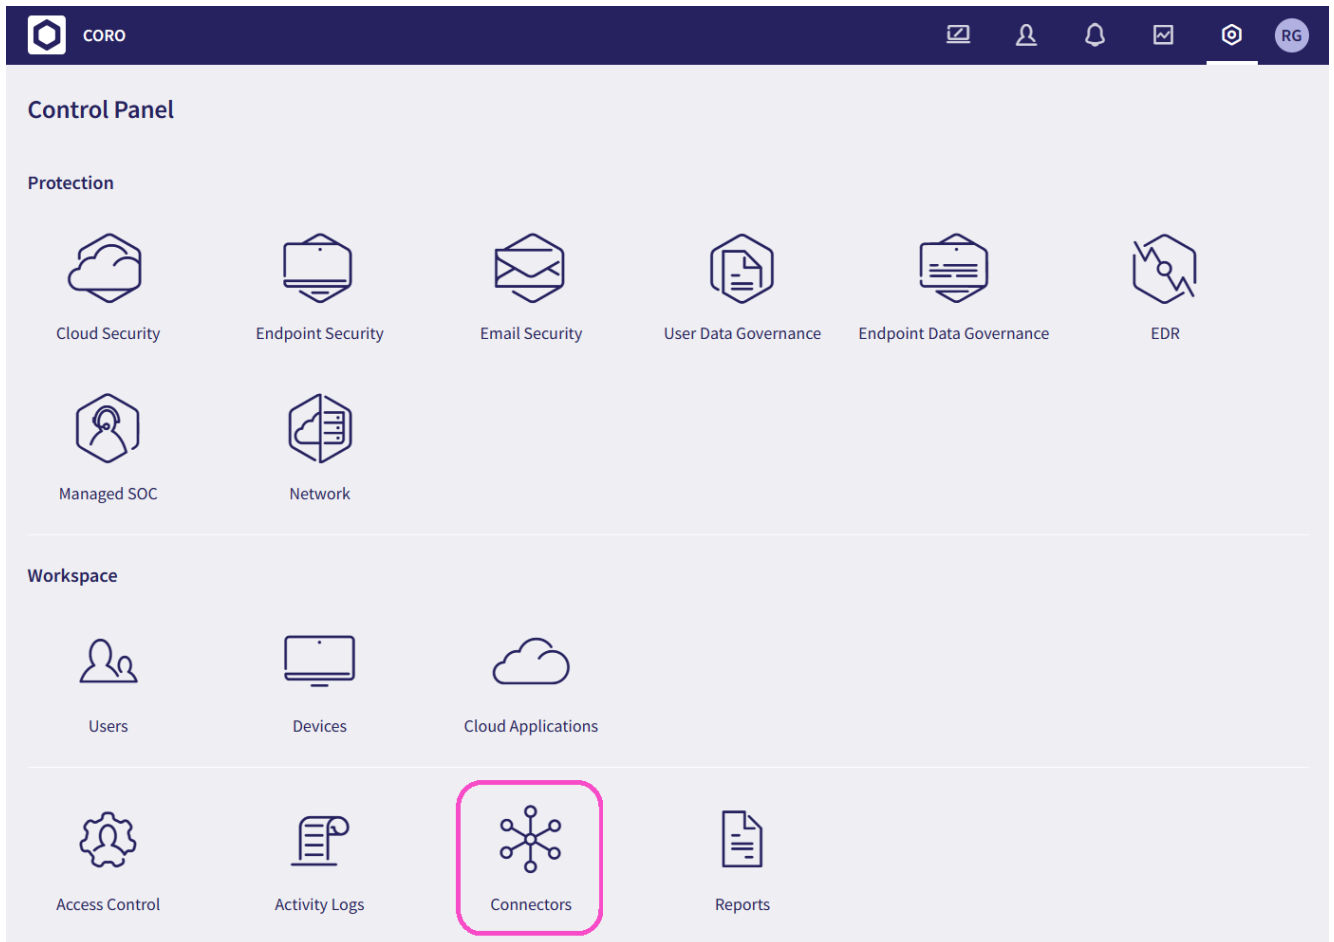 CORO
RG
Control Panel
Protection
Cloud Security
Endpoint Security
Email Security
User Data Governance
Endpoint Data Governance
EDR
Managed SOC
Network
Workspace
Users
Devices
Cloud Applications
Access Control
Activity Logs
Connectors
Reports